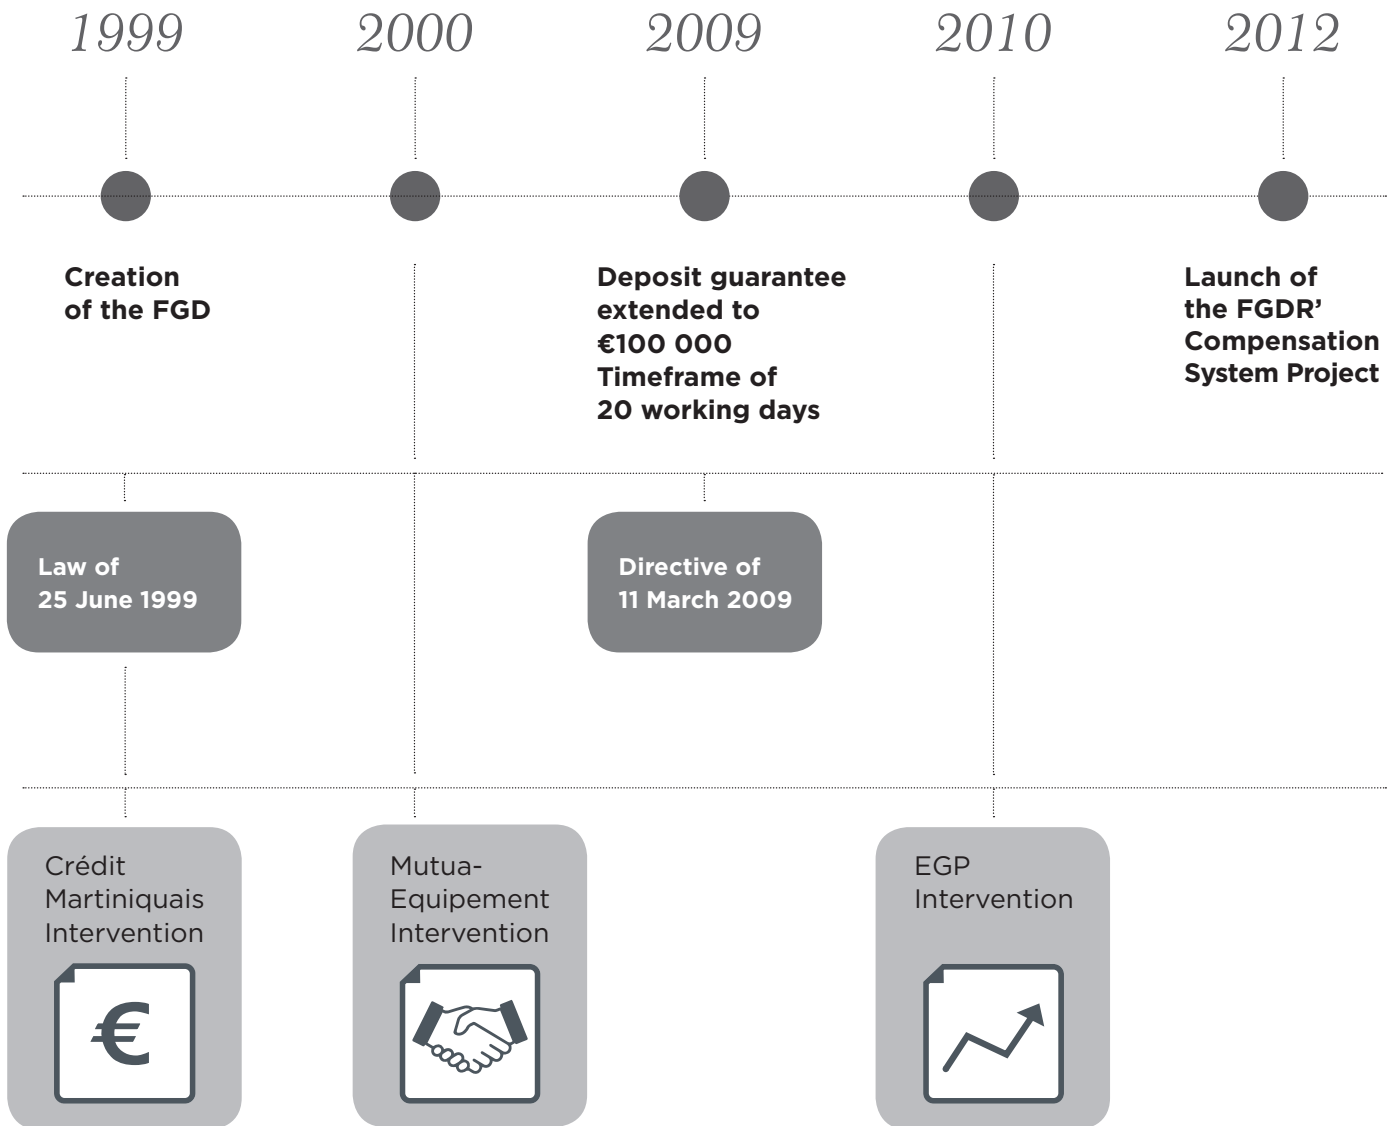 1999
2000
2009
2010
2012
Creation
of the FGD
Deposit guarantee
extended to
€100 000
Timeframe of
20 working days
Launch of
the FGDR’
Compensation
System Project
Law of
25 June 1999
Directive of
11 March 2009
Crédit
Martiniquais
Intervention
€
Mutua-
Equipement
Intervention
EGP
Intervention